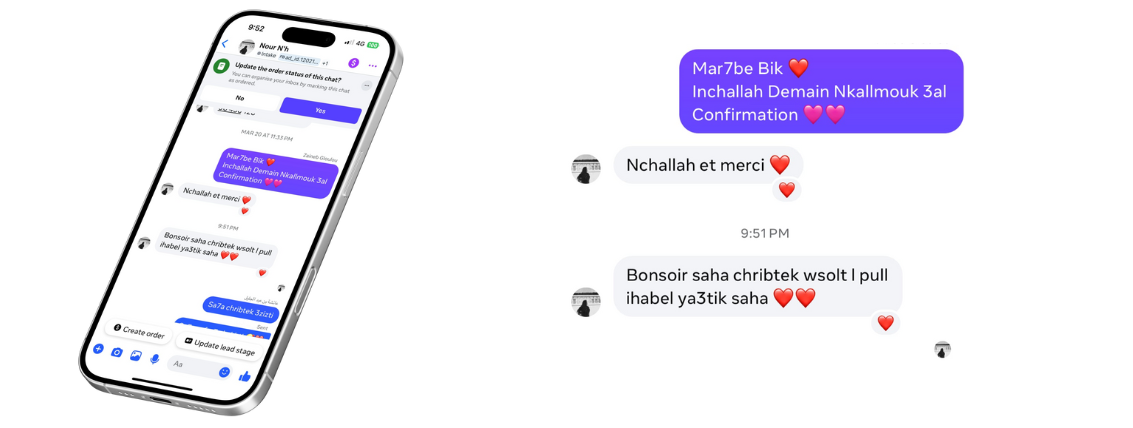 9:52
4G
Nour N'h
+1
Update the order status of this chat?
You can organise your inbox by marking this chat
as ordered.
No
Yes
MAR 20 AT 11:33 PM
Mar7be Bik ❤️
Inchallah Demain Nkallmouk 3al
Confirmation 💓💓
Nchallah et merci ❤️
❤️
9:51 PM
Bonsoir saha chribtek wsolt l pull
ihabel ya3tik saha ❤️❤️
❤️
Sa7a chribtek 3zizti
Sent
Create order
Update lead stage
Aa
Mar7be Bik ❤️
Inchallah Demain Nkallmouk 3al
Confirmation 💓💓
Nchallah et merci ❤️
❤️
9:51 PM
Bonsoir saha chribtek wsolt l pull
ihabel ya3tik saha ❤️❤️
❤️